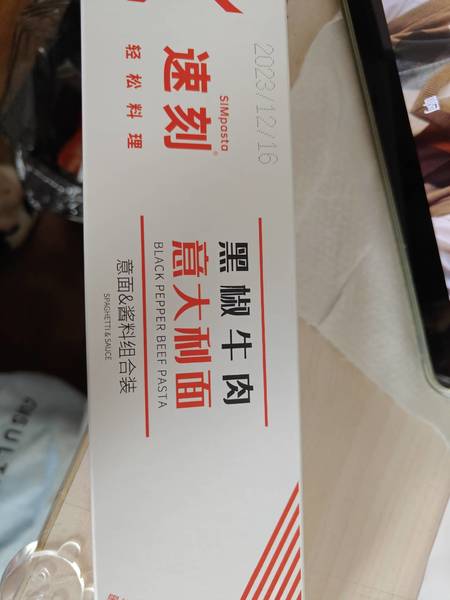 2023/12/16
SIMpasta
速刻®
轻松料理
黑椒牛肉
意大利面
BLACK PEPPER BEEF PASTA
意面&酱料组合装
SPAGHETTI & SAUCE